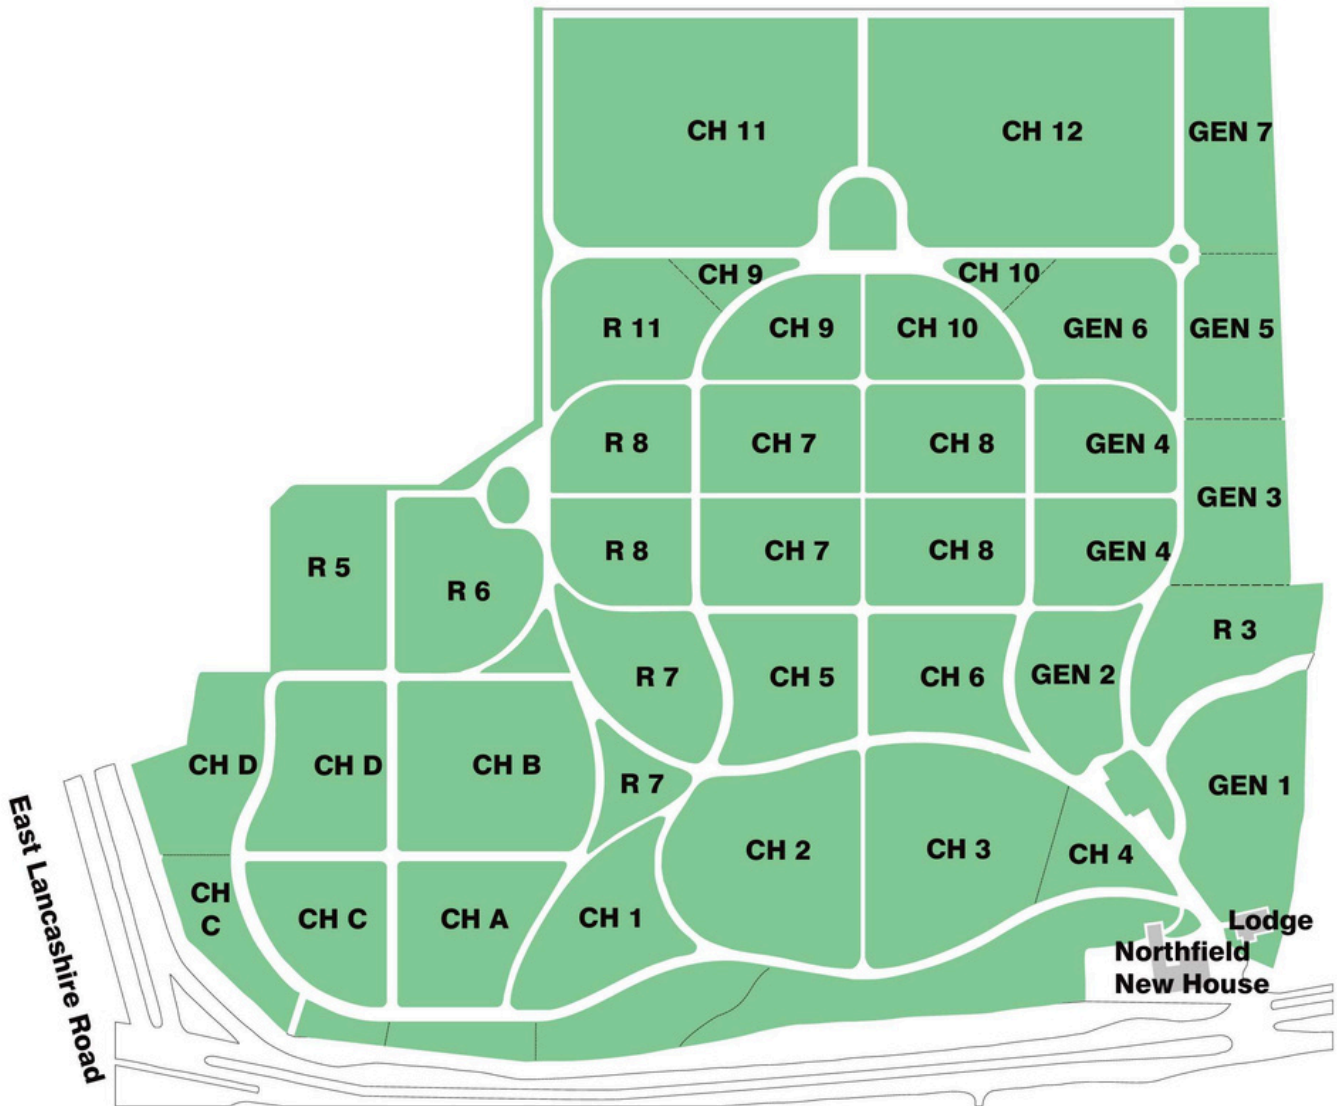 CH 11
CH 12
GEN 7
CH 9
CH 10
R 11
CH 9
CH 10
GEN 6
GEN 5
R 8
CH 7
CH 8
GEN 4
GEN 3
R 8
CH 7
CH 8
GEN 4
R 5
R 6
R 3
R 7
CH 5
CH 6
GEN 2
CH D
CH D
CH B
R 7
GEN 1
CH 2
CH 3
CH 4
CH
C
CH C
CH A
CH 1
Lodge
Northfield
New House
East Lancashire Road